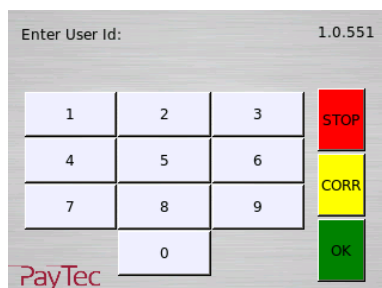 Enter User Id: 1.0.551
1 2 3 STOP
4 5 6
CORR
7 8 9
0 OK
PayTec